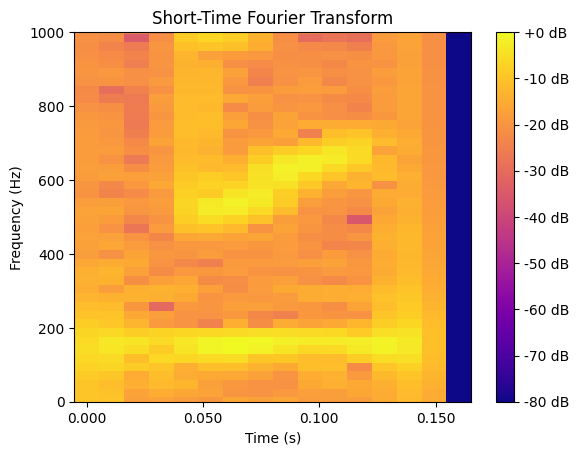 Short-Time Fourier Transform
1000
800
600
400
200
0
Frequency (Hz)
0.000
0.050
0.100
0.150
Time (s)
+0 dB
-10 dB
-20 dB
-30 dB
-40 dB
-50 dB
-60 dB
-70 dB
-80 dB